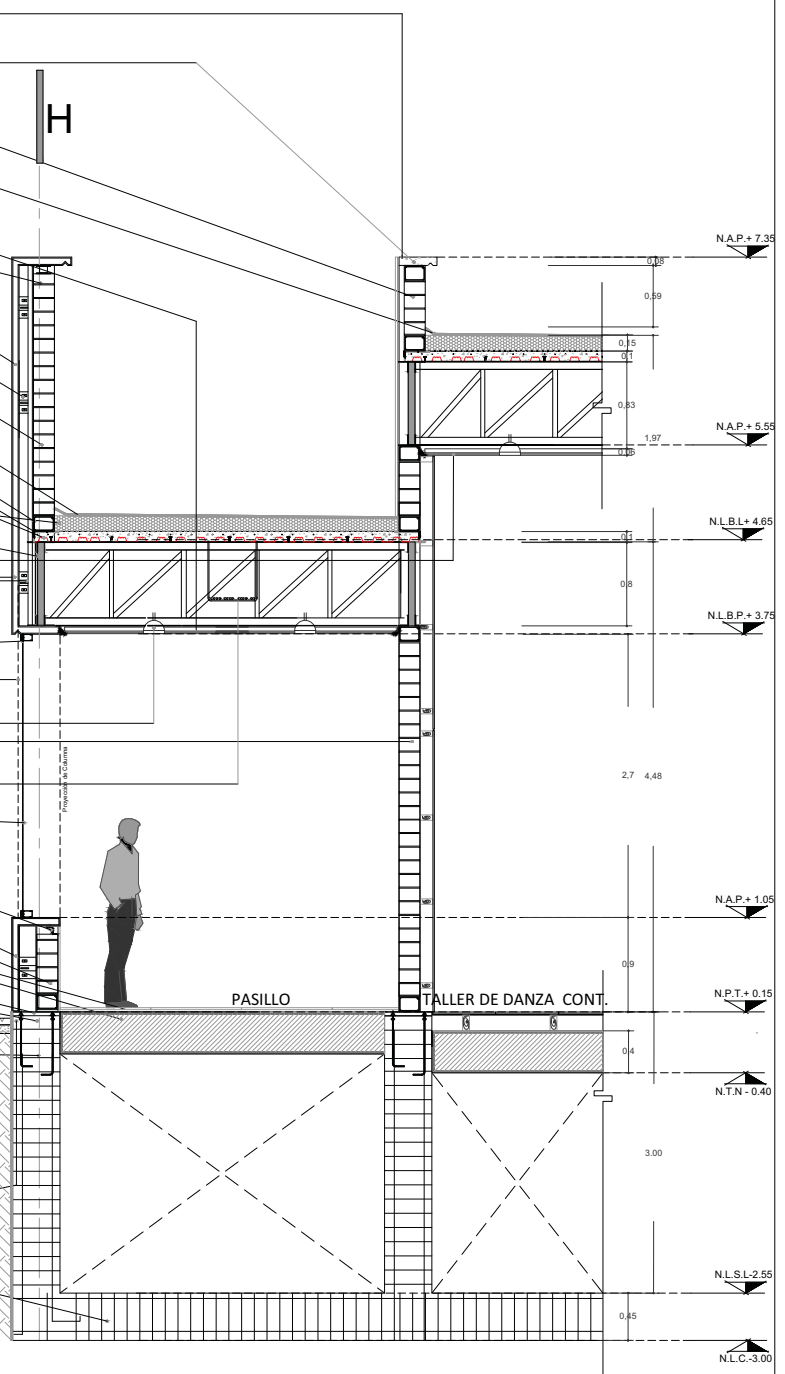 H
N.A.P.+ 7.35
0,08
0,59
0,15
0,1
0,83
1,97
N.A.P.+ 5.55
0,06
N.L.B.L+ 4.65
0,1
0,8
N.L.B.P.+ 3.75
Proyección de Columna
2,7 4,48
N.A.P.+ 1.05
0,9
PASILLO
TALLER DE DANZA CONT.
N.P.T.+ 0.15
0,4
N.T.N - 0.40
3.00
N.L.S.L-2.55
0,45
N.L.C.-3.00